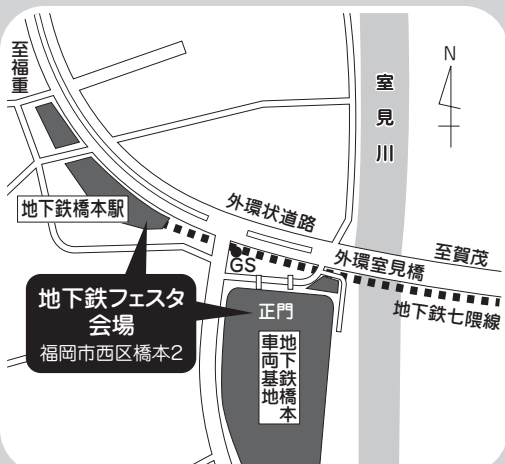 至福重
室見川
N
地下鉄橋本駅
外環状道路
至賀茂
外環室見橋
GS
地下鉄七隈線
地下鉄フェスタ
会場
福岡市西区橋本2
正門
地下鉄橋本
車両基地